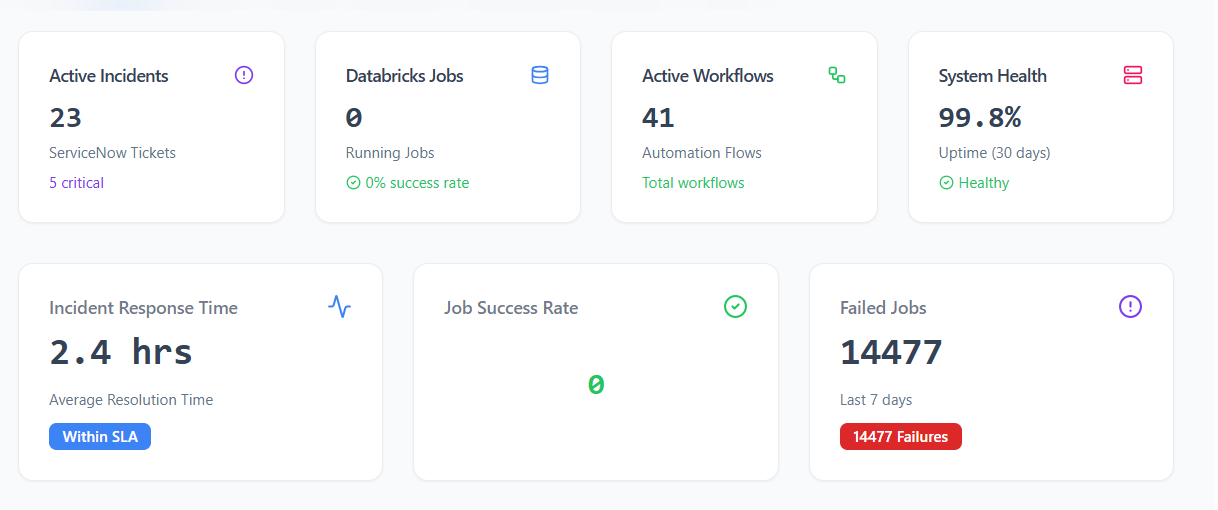 Active Incidents
23
ServiceNow Tickets
5 critical
Databricks Jobs
0
Running Jobs
0% success rate
Active Workflows
41
Automation Flows
Total workflows
System Health
99.8%
Uptime (30 days)
Healthy
Incident Response Time
2.4 hrs
Average Resolution Time
Within SLA
Job Success Rate
0
Failed Jobs
14477
Last 7 days
14477 Failures